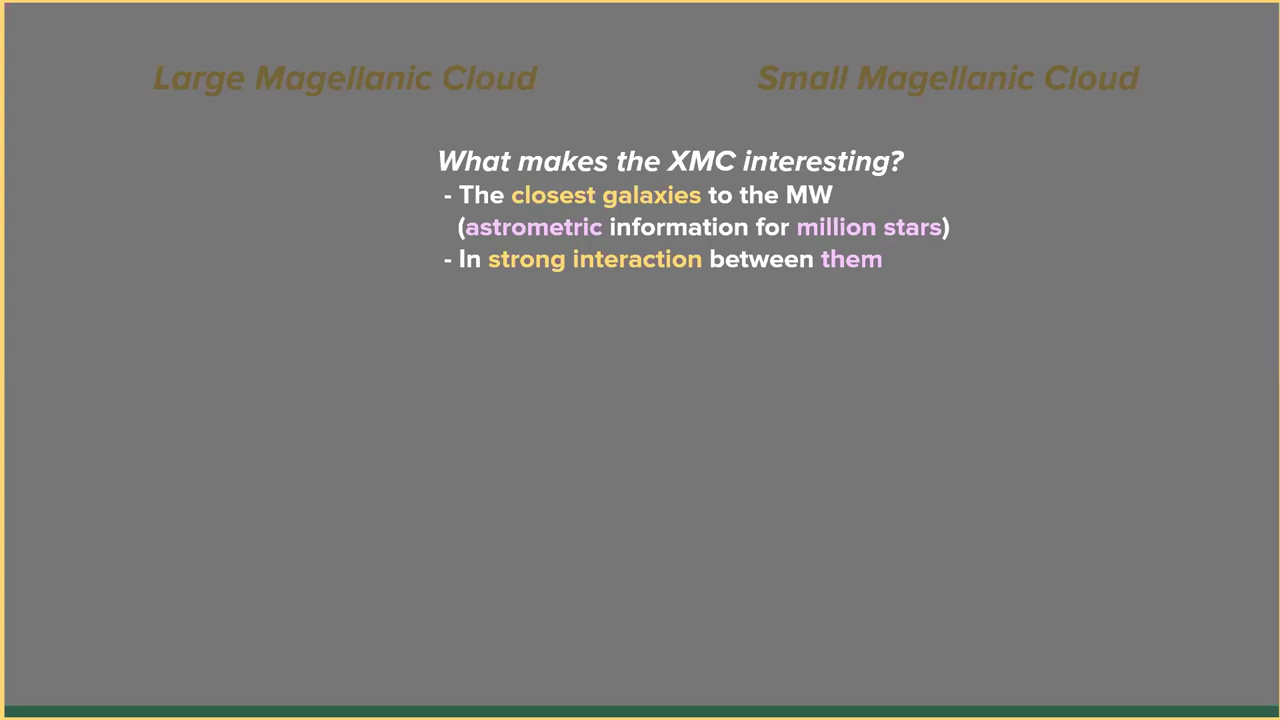 Large Magellanic Cloud
Small Magellanic Cloud
What makes the XMC interesting?
- The closest galaxies to the MW
(astrometric information for million stars)
- In strong interaction between them